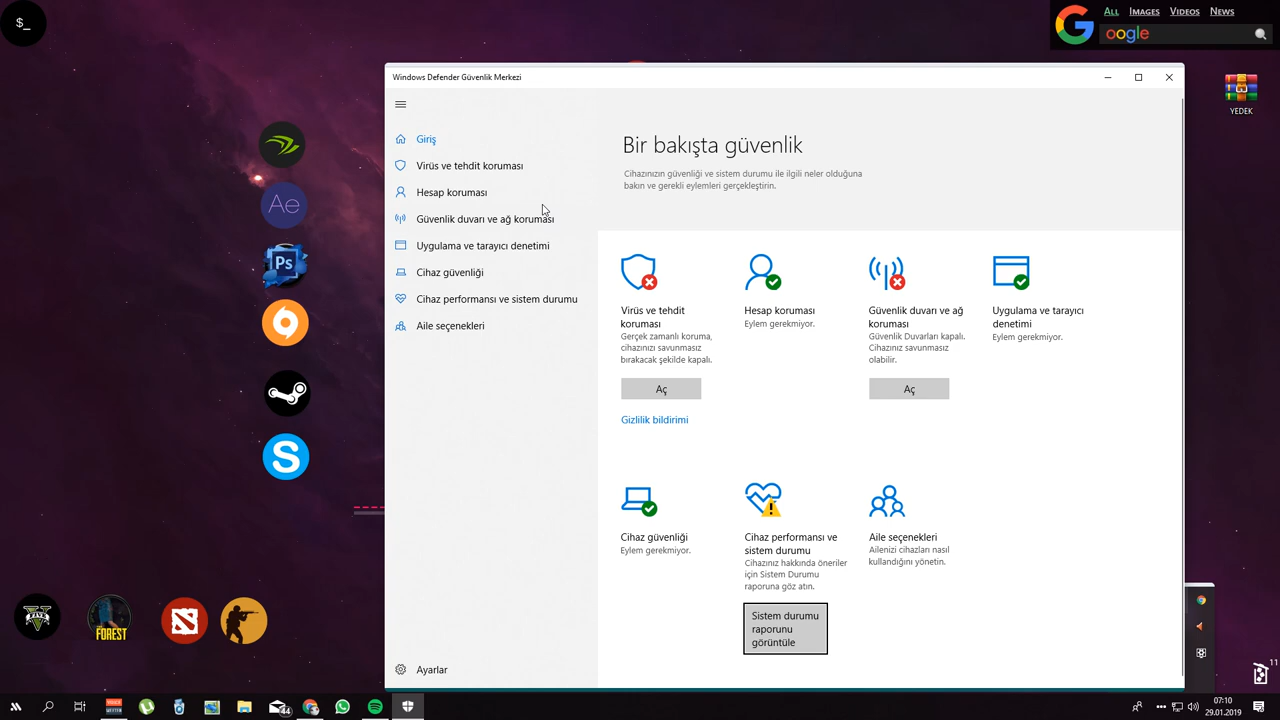 >_
IMAGES VIDEOS NEWS
oogle
YEDEK
Windows Defender Güvenlik Merkezi
Giriş
Virüs ve tehdit koruması
Hesap koruması
Güvenlik duvarı ve ağ koruması
Uygulama ve tarayıcı denetimi
Cihaz güvenliği
Cihaz performansı ve sistem durumu
Aile seçenekleri
Ayarlar
Bir bakışta güvenlik
Cihazınızın güvenliği ve sistem durumu ile ilgili neler olduğuna
bakın ve gerekli eylemleri gerçekleştirin.
Virüs ve tehdit
koruması
Gerçek zamanlı koruma,
cihazınızı savunmasız
bırakacak şekilde kapalı.
Aç
Gizlilik bildirimi
Hesap koruması
Eylem gerekmiyor.
Güvenlik duvarı ve ağ
koruması
Güvenlik Duvarları kapalı.
Cihazınız savunmasız
olabilir.
Aç
Uygulama ve tarayıcı
denetimi
Eylem gerekmiyor.
Cihaz güvenliği
Eylem gerekmiyor.
Cihaz performansı ve
sistem durumu
Cihazınız hakkında öneriler
için Sistem Durumu
raporuna göz atın.
Sistem durumu
raporunu
görüntüle
Aile seçenekleri
Ailenizi cihazları nasıl
kullandığını yönetin.
Ae
Ps
S
V
FOREST
11
07:10
29.01.2019